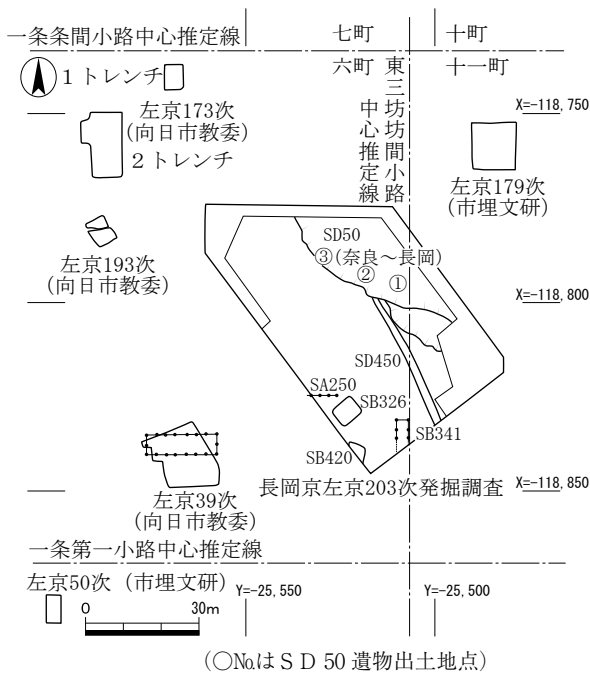 一条条間小路中心推定線
七町
十町
六町
十一町
東三坊坊間小路
中心推定線
1トレンチ
左京173次
(向日市教委)
2トレンチ
X=-118,750
左京179次
(市埋文研)
左京193次
(向日市教委)
SD50
③(奈良～長岡)
②
①
X=-118,800
SD450
SA250
SB326
SB341
SB420
長岡京左京203次発掘調査
X=-118,850
左京39次
(向日市教委)
一条第一小路中心推定線
左京50次 (市埋文研)
Y=-25,550
Y=-25,500
0
30m
(○№はSD50遺物出土地点)